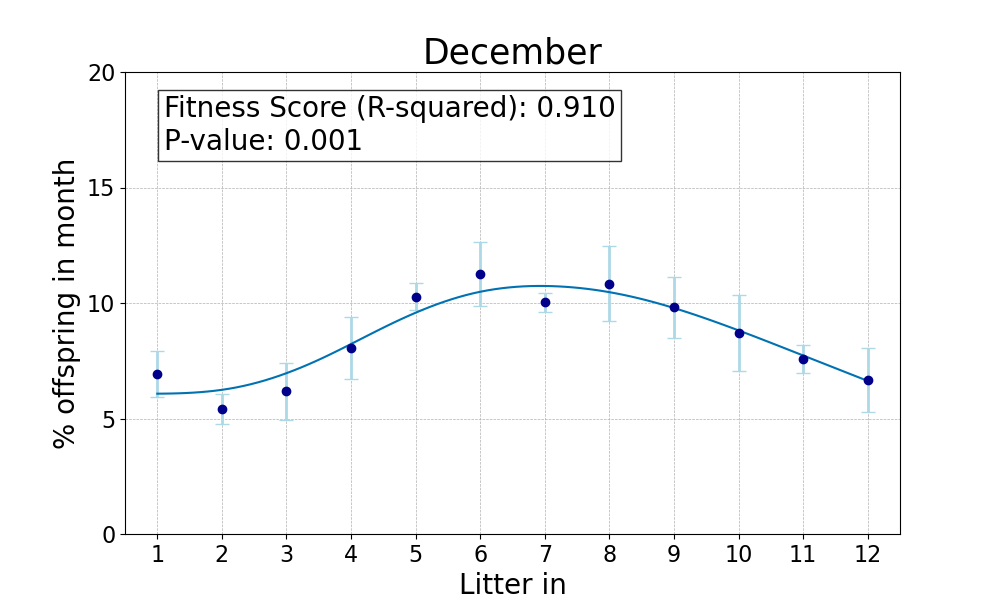 December
Fitness Score (R-squared): 0.910
P-value: 0.001
% offspring in month
20
15
10
5
0
1 2 3 4 5 6 7 8 9 10 11 12
Litter in